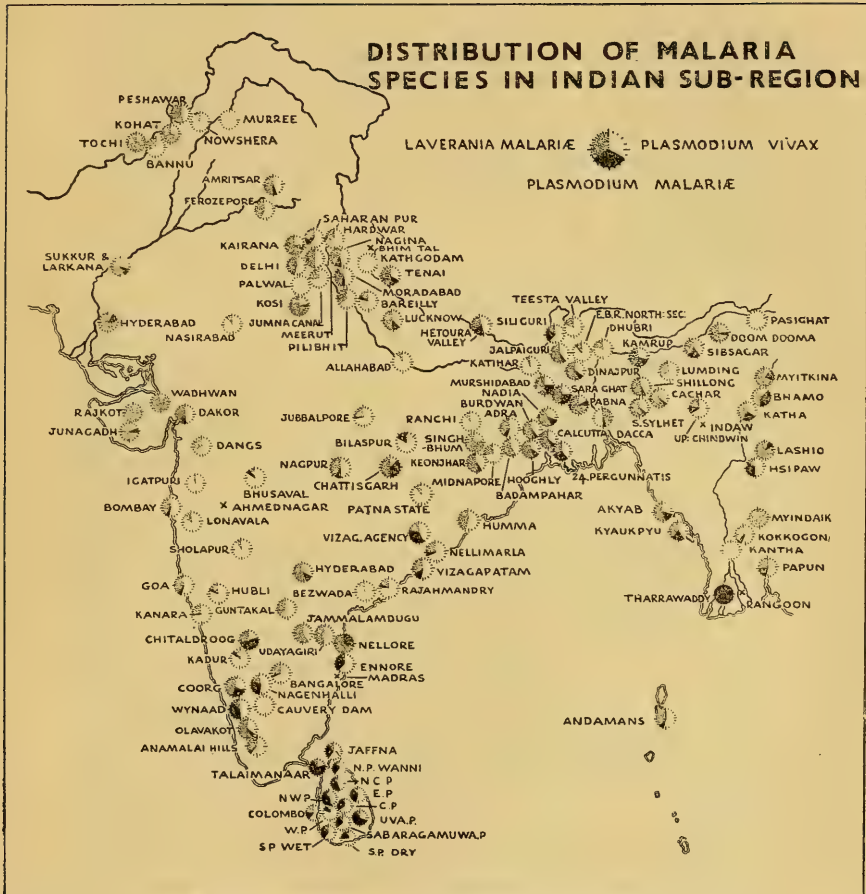 DISTRIBUTION OF MALARIA
SPECIES IN INDIAN SUB-REGION
LAVERANIA MALARIÆ
PLASMODIUM VIVAX
PLASMODIUM MALARIÆ
PESHAWAR
KOHAT
TOCHI
BANNU
NOWSHERA
MURREE
AMRITSAR
FEROZEPORE
SUKKUR &
LARKANA
HYDERABAD
NASIRABAD
SAHARAN PUR
HARDWAR
NAGINA
BHIM TAL
KATHGODAM
TENAI
KAIRANA
DELHI
PALWAL
KOSI
JUMNA CANAL
MEERUT
PILIBHIT
MORADABAD
BAREILLY
LUCKNOW
HETOURA
VALLEY
ALLAHABAD
TEESTA VALLEY
SILIGURI
E.B.R. NORTH: SEC:
DHUBRI
KAMRUP
PASIGHAT
DOOM DOOMA
SIBSAGAR
JALPAIGURI
KATIHAR
DINAJPUR
LUMDING
SHILLONG
CACHAR
MYITKINA
BHAMO
KATHA
MURSHIDABAD
NADIA
SARA GHAT
PABNA
S.SYLHET
INDAW
UP: CHINDWIN
BURDWAN
ADRA
CALCUTTA
DACCA
LASHIO
HSIPAW
WADHWAN
RAJKOT
DAKOR
JUNAGADH
DANGS
JUBBALPORE
RANCHI
SINGH-
BHUM
BILASPUR
KEONJHAR
NAGPUR
CHATTISGARH
MIDNAPORE
HOOGHLY
24.PERGUNNATIS
BADAMPAHAR
IGATPURI
BHUSAVAL
AHMEDNAGAR
PATNA STATE
BOMBAY
LONAVALA
HUMMA
AKYAB
KYAUKPYU
MYINDAIK
KOKKOGON
KANTHA
PAPUN
SHOLAPUR
VIZAG. AGENCY
NELLIMARLA
HYDERABAD
VIZAGAPATAM
GOA
HUBLI
BEZWADA
RAJAHMANDRY
THARRAWADDY
RANGOON
KANARA
GUNTAKAL
JAMMALAMDUGU
CHITALDROOG
UDAYAGIRI
NELLORE
KADUR
ENNORE
MADRAS
BANGALORE
NAGENHALLI
COORG
WYNAAD
CAUVERY DAM
ANDAMANS
OLAVAKOT
ANAMALAI HILLS
JAFFNA
TALAIMANAAR
N.P. WANNI
N C P
N W P
E.P
C.P
COLOMBO
UVA.P.
W.P.
SABARAGAMUWA.P
S P WET
S.P. DRY